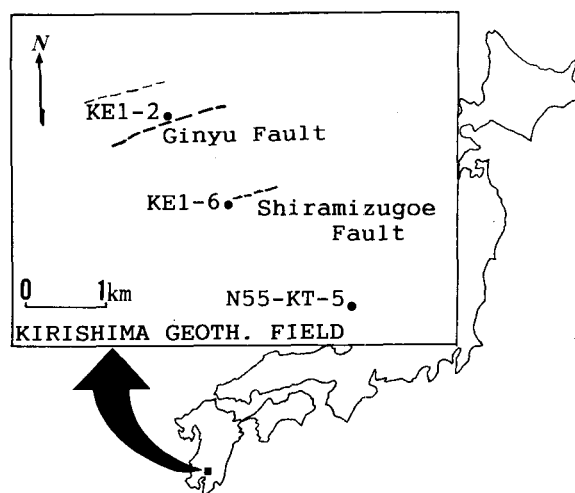 N
KE1-2
Ginyu Fault
KE1-6
Shiramizugoe
Fault
0 1km
N55-KT-5
KIRISHIMA GEOTH. FIELD